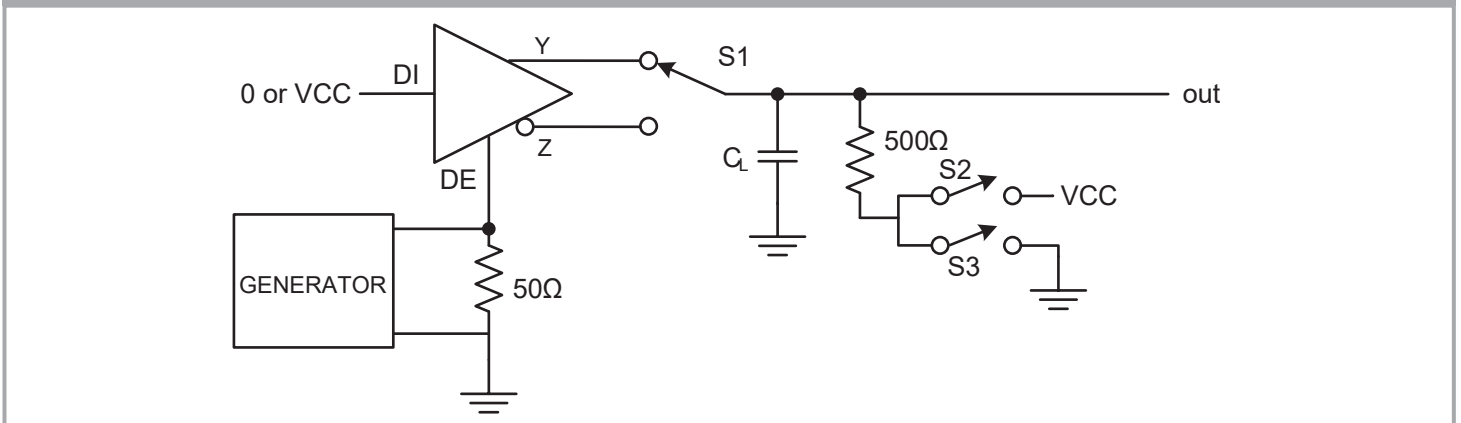 Y
S1
DI
0 or VCC
out
Z
500Ω
CL
S2
DE
VCC
S3
GENERATOR
50Ω